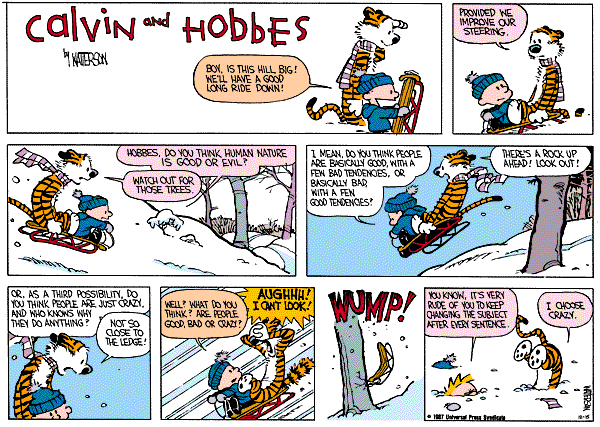 CALVIN AND HOBBES
BY WATTERSON
BOY, IS THIS HILL BIG!
WE'LL HAVE A GOOD
LONG RIDE DOWN!
PROVIDED WE
IMPROVE OUR
STEERING.
HOBBES, DO YOU THINK HUMAN NATURE
IS GOOD OR EVIL?
WATCH OUT FOR
THOSE TREES.
I MEAN, DO YOU THINK PEOPLE
ARE BASICALLY GOOD, WITH A
FEW BAD TENDENCIES, OR
BASICALLY BAD,
WITH A FEW
GOOD TENDENCIES?
THERE'S A ROCK UP
AHEAD! LOOK OUT!
OR, AS A THIRD POSSIBILITY, DO
YOU THINK PEOPLE ARE JUST CRAZY,
AND WHO KNOWS WHY
THEY DO ANYTHING?
NOT SO
CLOSE TO
THE LEDGE!
WELL? WHAT DO YOU
THINK? ARE PEOPLE
GOOD, BAD OR CRAZY?
AUGHHH!
I CAN'T LOOK!
WUMP!
YOU KNOW, IT'S VERY
RUDE OF YOU TO KEEP
CHANGING THE SUBJECT
AFTER EVERY SENTENCE.
I CHOOSE
CRAZY.
© 1987 Universal Press Syndicate
WATTERSON